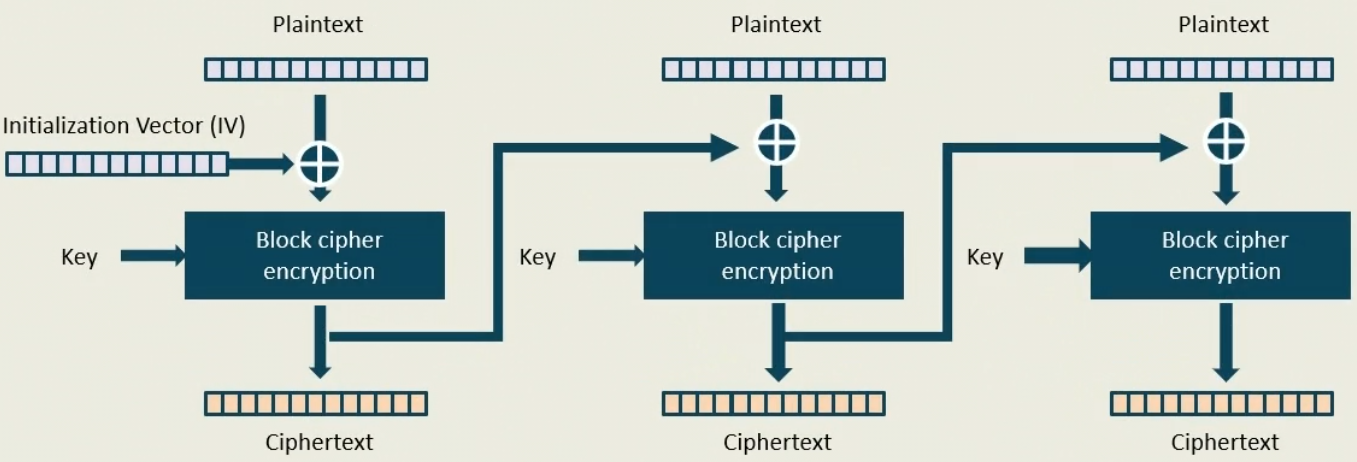 Plaintext
Plaintext
Plaintext
Initialization Vector (IV)
Key
Block cipher
encryption
Key
Block cipher
encryption
Key
Block cipher
encryption
Ciphertext
Ciphertext
Ciphertext